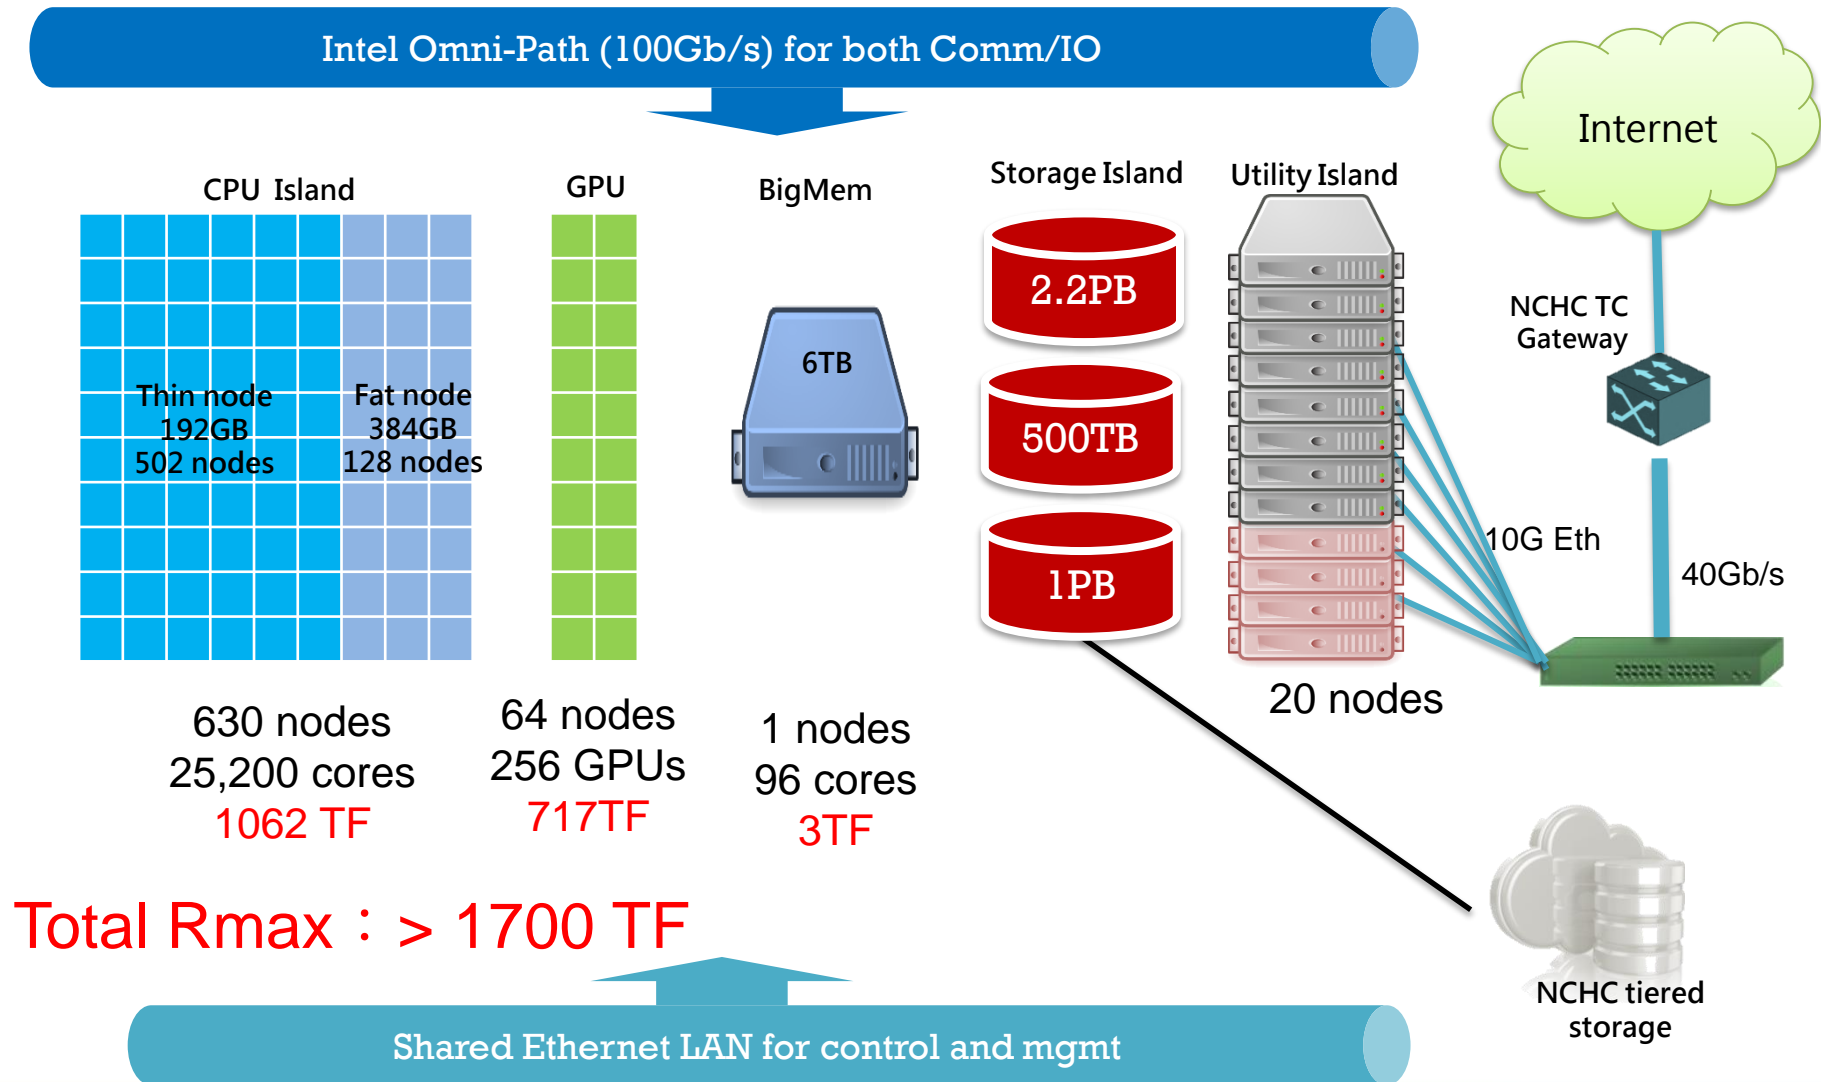 Intel Omni-Path (100Gb/s) for both Comm/IO
Internet
CPU Island
GPU
BigMem
Storage Island
Utility Island
Thin node
192GB
502 nodes
Fat node
384GB
128 nodes
6TB
2.2PB
500TB
1PB
NCHC TC
Gateway
10G Eth
40Gb/s
630 nodes
25,200 cores
1062 TF
64 nodes
256 GPUs
717TF
1 nodes
96 cores
3TF
20 nodes
Total Rmax：> 1700 TF
NCHC tiered
storage
Shared Ethernet LAN for control and mgmt